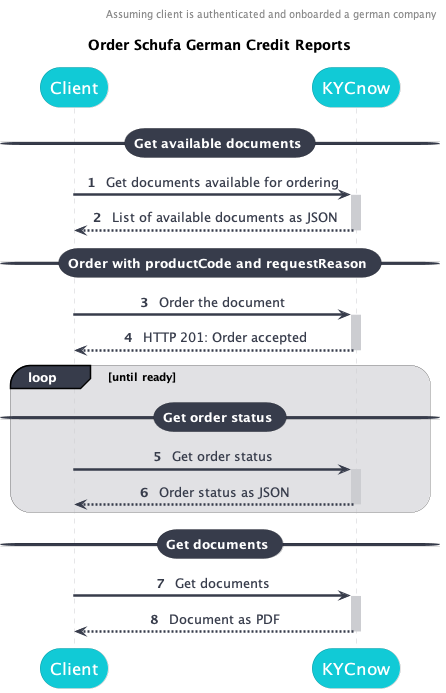 Assuming client is authenticated and onboarded a german company
Order Schufa German Credit Reports
Client KYCnow
Get available documents
1 Get documents available for ordering
2 List of available documents as JSON
Order with productCode and requestReason
3 Order the document
4 HTTP 201: Order accepted
loop [until ready]
Get order status
5 Get order status
6 Order status as JSON
Get documents
7 Get documents
8 Document as PDF
Client KYCnow